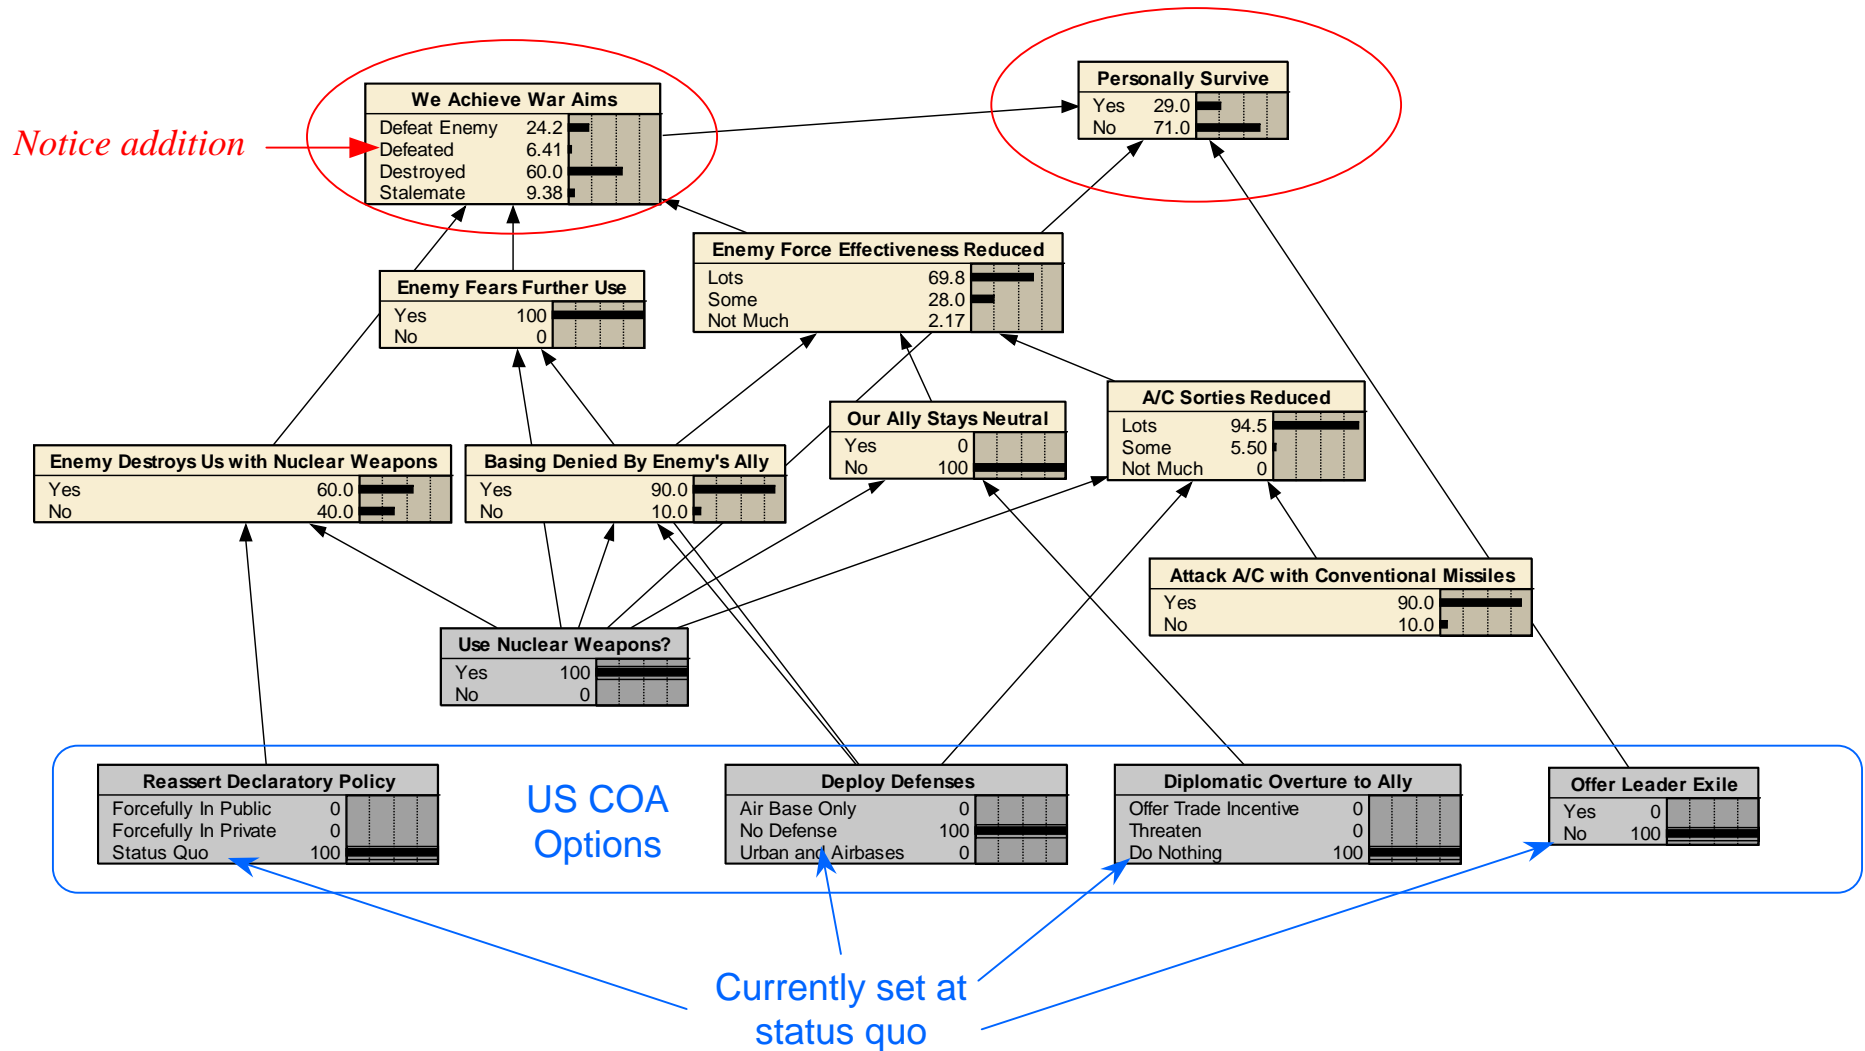 Personally Survive
Yes 29.0
No 71.0
We Achieve War Aims
Defeat Enemy 24.2
Defeated 6.41
Destroyed 60.0
Stalemate 9.38
Notice addition
Enemy Force Effectiveness Reduced
Lots 69.8
Some 28.0
Not Much 2.17
Enemy Fears Further Use
Yes 100
No 0
A/C Sorties Reduced
Lots 94.5
Some 5.50
Not Much 0
Our Ally Stays Neutral
Yes 0
No 100
Enemy Destroys Us with Nuclear Weapons
Yes 60.0
No 40.0
Basing Denied By Enemy's Ally
Yes 90.0
No 10.0
Attack A/C with Conventional Missiles
Yes 90.0
No 10.0
Use Nuclear Weapons?
Yes 100
No 0
Reassert Declaratory Policy
Forcefully In Public 0
Forcefully In Private 0
Status Quo 100
US COA
Options
Deploy Defenses
Air Base Only 0
No Defense 100
Urban and Airbases 0
Diplomatic Overture to Ally
Offer Trade Incentive 0
Threaten 0
Do Nothing 100
Offer Leader Exile
Yes 0
No 100
Currently set at
status quo